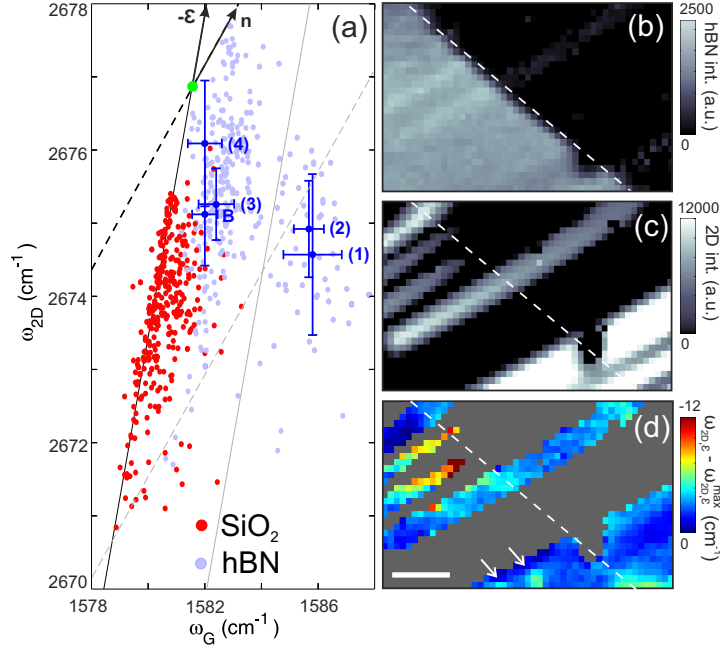 2678
2676
2674
2672
2670
ω2D (cm-1)
-ε
n
(a)
(4)
(3)
B
(2)
(1)
SiO2
hBN
1578
1582
1586
ωG (cm-1)
(b)
2500
0
hBN int. (a.u.)
(c)
12000
0
2D int. (a.u.)
(d)
-12
0
ω2D,ε - ω2D,εmax
(cm-1)